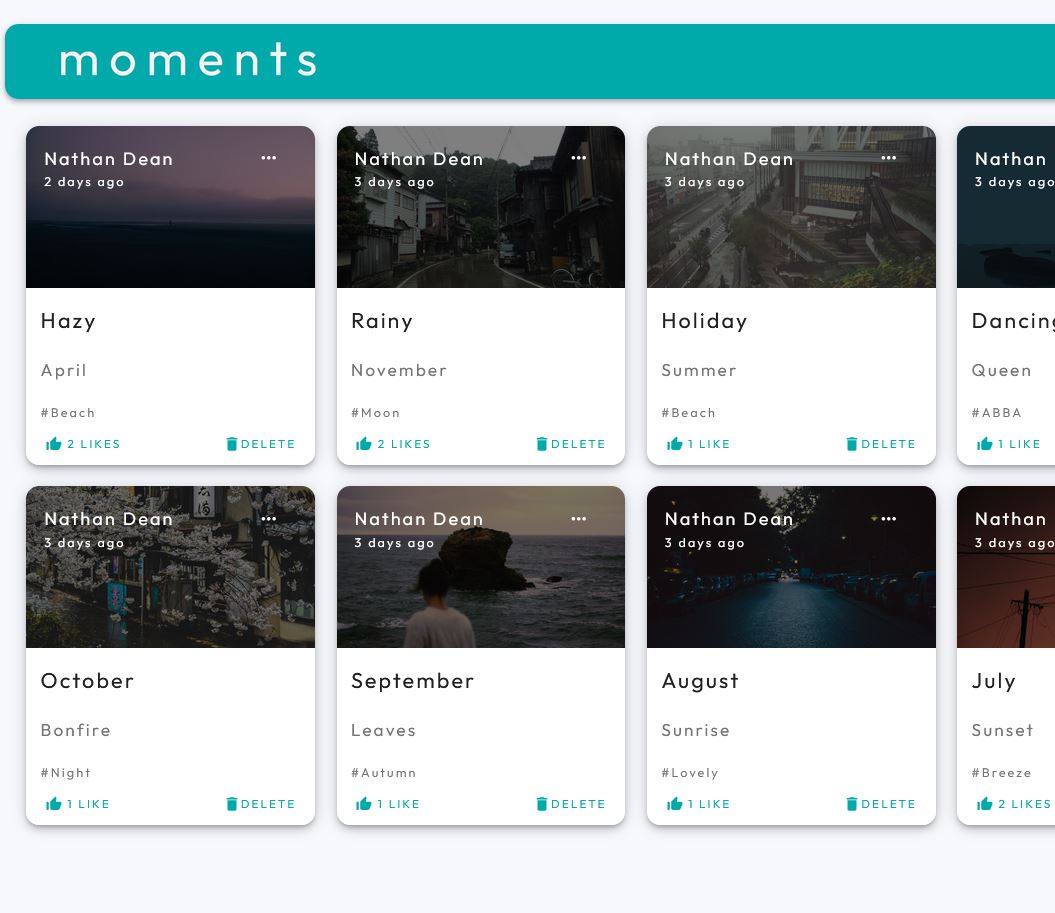 moments
Nathan Dean
2 days ago
Hazy
April
#Beach
2 LIKES
DELETE
Nathan Dean
3 days ago
Rainy
November
#Moon
2 LIKES
DELETE
Nathan Dean
3 days ago
Holiday
Summer
#Beach
1 LIKE
DELETE
Nathan
3 days ago
Dancing
Queen
#ABBA
1 LIKE
Nathan Dean
3 days ago
October
Bonfire
#Night
1 LIKE
DELETE
Nathan Dean
3 days ago
September
Leaves
#Autumn
1 LIKE
DELETE
Nathan Dean
3 days ago
August
Sunrise
#Lovely
1 LIKE
DELETE
Nathan
3 days ago
July
Sunset
#Breeze
2 LIKES